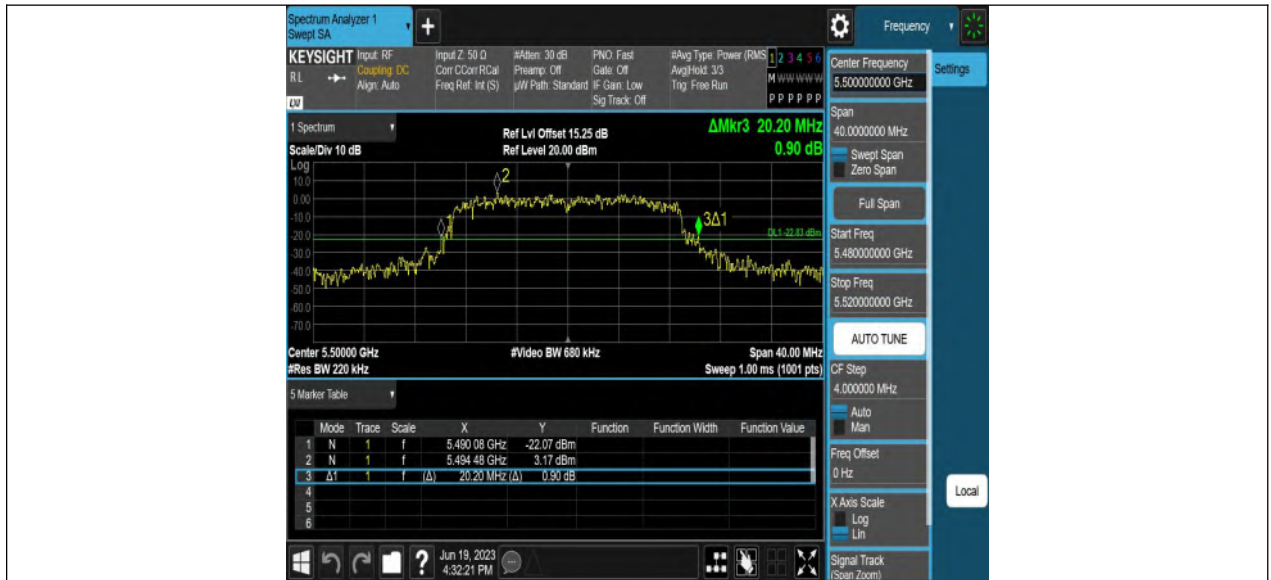 Spectrum Analyzer 1
Swept SA
+
Frequency
KEYSIGHT
RL
LXI
Input: RF
Coupling: DC
Align: Auto
Input Z: 50 Ω
Corr CCorr RCal
Freq Ref: Int (S)
#Atten: 30 dB
Preamp: Off
µW Path: Standard
PNO: Fast
Gate: Off
IF Gain: Low
Sig Track: Off
#Avg Type: Power (RMS
Avg|Hold: 3/3
Trig: Free Run
1 2 3 4 5 6
M W W W W W
P P P P P P
1 Spectrum
Scale/Div 10 dB
Ref Lvl Offset 15.25 dB
Ref Level 20.00 dBm
ΔMkr3 20.20 MHz
0.90 dB
Log
10.0
0.00
-10.0
-20.0
-30.0
-40.0
-50.0
-60.0
-70.0
1
2
3Δ1
DL1 -22.83 dBm
Center 5.50000 GHz
#Res BW 220 kHz
#Video BW 680 kHz
Span 40.00 MHz
Sweep 1.00 ms (1001 pts)
5 Marker Table
Mode Trace Scale X Y Function Function Width Function Value
1 N 1 f 5.490 08 GHz -22.07 dBm
2 N 1 f 5.494 48 GHz 3.17 dBm
3 Δ1 1 f (Δ) 20.20 MHz (Δ) 0.90 dB
4
5
6
?
Jun 19, 2023
4:32:21 PM
Center Frequency
5.500000000 GHz
Settings
Span
40.0000000 MHz
Swept Span
Zero Span
Full Span
Start Freq
5.480000000 GHz
Stop Freq
5.520000000 GHz
AUTO TUNE
CF Step
4.000000 MHz
Auto
Man
Freq Offset
0 Hz
X Axis Scale
Log
Lin
Signal Track
(Span Zoom)
Local